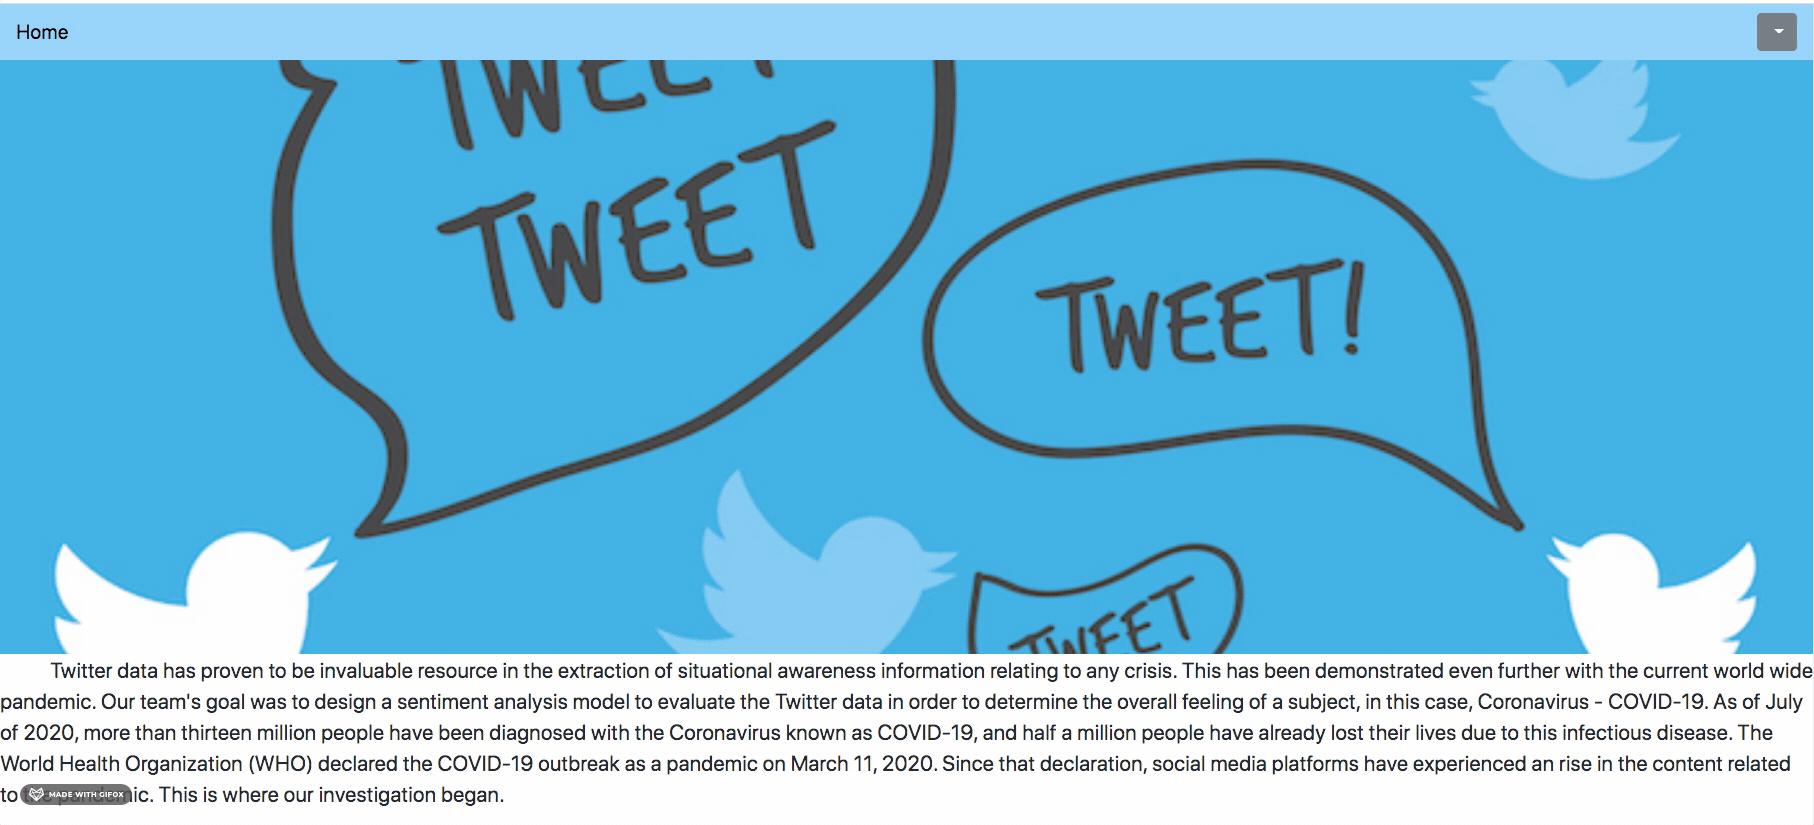 Home
TWEET
TWEET
TWEET!
TWEET
Twitter data has proven to be invaluable resource in the extraction of situational awareness information relating to any crisis. This has been demonstrated even further with the current world wide
pandemic. Our team's goal was to design a sentiment analysis model to evaluate the Twitter data in order to determine the overall feeling of a subject, in this case, Coronavirus - COVID-19. As of July
of 2020, more than thirteen million people have been diagnosed with the Coronavirus known as COVID-19, and half a million people have already lost their lives due to this infectious disease. The
World Health Organization (WHO) declared the COVID-19 outbreak as a pandemic on March 11, 2020. Since that declaration, social media platforms have experienced an rise in the content related
to the pandemic. This is where our investigation began.
MADE WITH GIFOX